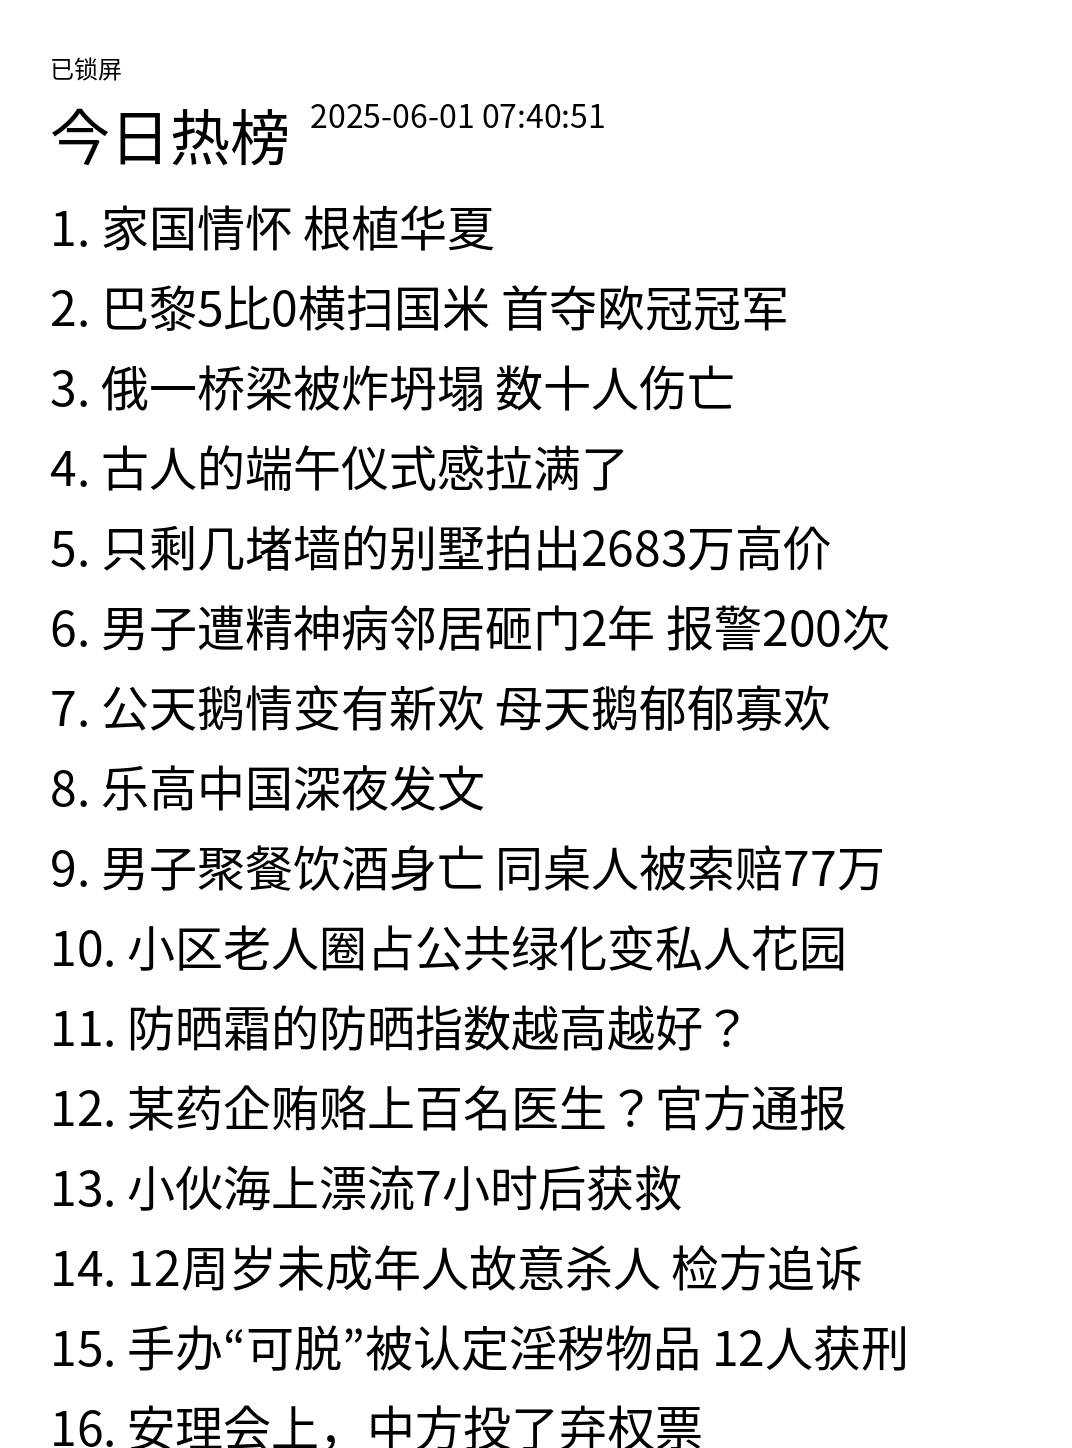 已锁屏
今日热榜 2025-06-01 07:40:51
1. 家国情怀 根植华夏
2. 巴黎5比0横扫国米 首夺欧冠冠军
3. 俄一桥梁被炸坍塌 数十人伤亡
4. 古人的端午仪式感拉满了
5. 只剩几堵墙的别墅拍出2683万高价
6. 男子遭精神病邻居砸门2年 报警200次
7. 公天鹅情变有新欢 母天鹅郁郁寡欢
8. 乐高中国深夜发文
9. 男子聚餐饮酒身亡 同桌人被索赔77万
10. 小区老人圈占公共绿化变私人花园
11. 防晒霜的防晒指数越高越好？
12. 某药企贿赂上百名医生？官方通报
13. 小伙海上漂流7小时后获救
14. 12周岁未成年人故意杀人 检方追诉
15. 手办“可脱”被认定淫秽物品 12人获刑
16. 安理会上，中方投了弃权票